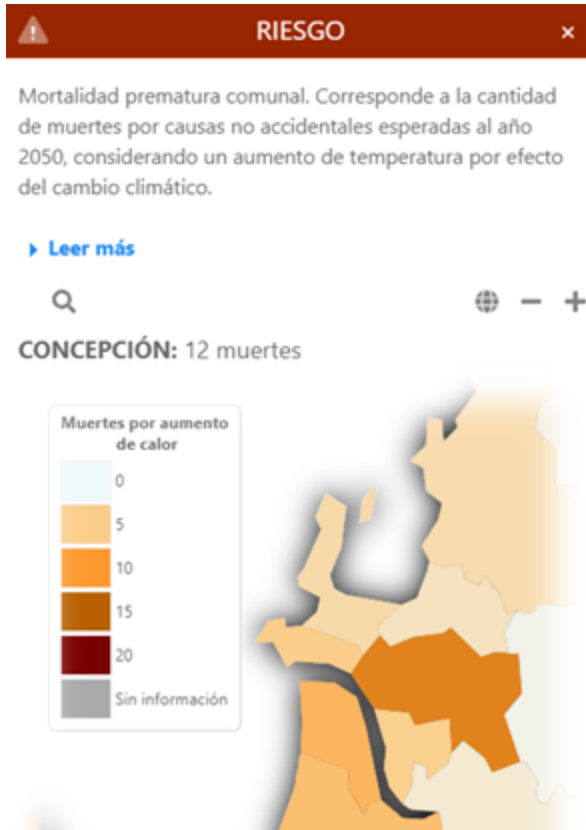 RIESGO
×
Mortalidad prematura comunal. Corresponde a la cantidad
de muertes por causas no accidentales esperadas al año
2050, considerando un aumento de temperatura por efecto
del cambio climático.
Leer más
CONCEPCIÓN: 12 muertes
Muertes por aumento
de calor
0
5
10
15
20
Sin información